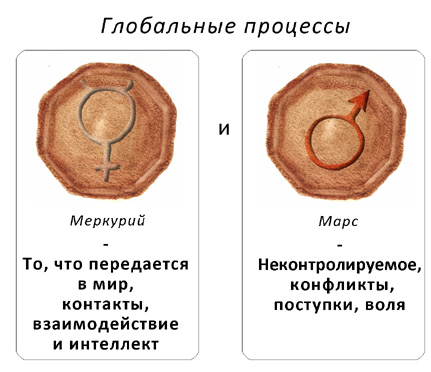 Глобальные процессы
Меркурий
-
То, что передается
в мир,
контакты,
взаимодействие
и интеллект
и
Марс
-
Неконтролируемое,
конфликты,
поступки, воля